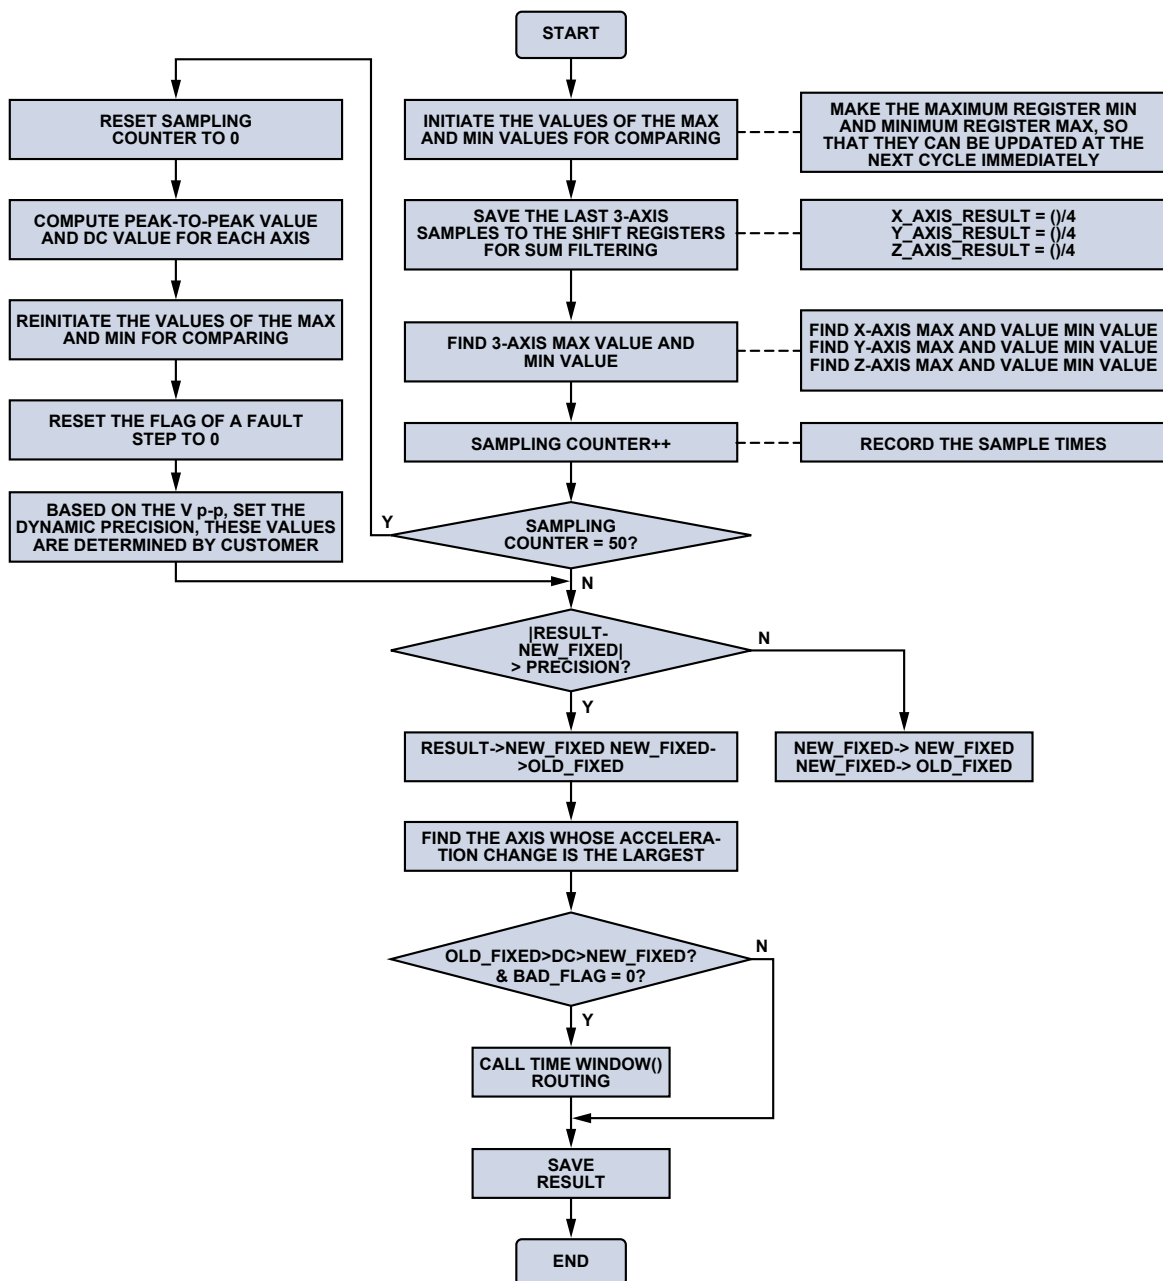 START
INITIATE THE VALUES OF THE MAX
AND MIN VALUES FOR COMPARING
MAKE THE MAXIMUM REGISTER MIN
AND MINIMUM REGISTER MAX, SO
THAT THEY CAN BE UPDATED AT THE
NEXT CYCLE IMMEDIATELY
SAVE THE LAST 3-AXIS
SAMPLES TO THE SHIFT REGISTERS
FOR SUM FILTERING
X_AXIS_RESULT = ()/4
Y_AXIS_RESULT = ()/4
Z_AXIS_RESULT = ()/4
FIND 3-AXIS MAX VALUE AND
MIN VALUE
FIND X-AXIS MAX AND VALUE MIN VALUE
FIND Y-AXIS MAX AND VALUE MIN VALUE
FIND Z-AXIS MAX AND VALUE MIN VALUE
SAMPLING COUNTER++
RECORD THE SAMPLE TIMES
SAMPLING
COUNTER = 50?
Y
RESET SAMPLING
COUNTER TO 0
COMPUTE PEAK-TO-PEAK VALUE
AND DC VALUE FOR EACH AXIS
REINITIATE THE VALUES OF THE MAX
AND MIN FOR COMPARING
RESET THE FLAG OF A FAULT
STEP TO 0
BASED ON THE V p-p, SET THE
DYNAMIC PRECISION, THESE VALUES
ARE DETERMINED BY CUSTOMER
N
|RESULT-
NEW_FIXED|
> PRECISION?
N
NEW_FIXED-> NEW_FIXED
NEW_FIXED-> OLD_FIXED
Y
RESULT->NEW_FIXED NEW_FIXED-
>OLD_FIXED
FIND THE AXIS WHOSE ACCELERA-
TION CHANGE IS THE LARGEST
OLD_FIXED>DC>NEW_FIXED?
& BAD_FLAG = 0?
N
Y
CALL TIME WINDOW()
ROUTING
SAVE
RESULT
END